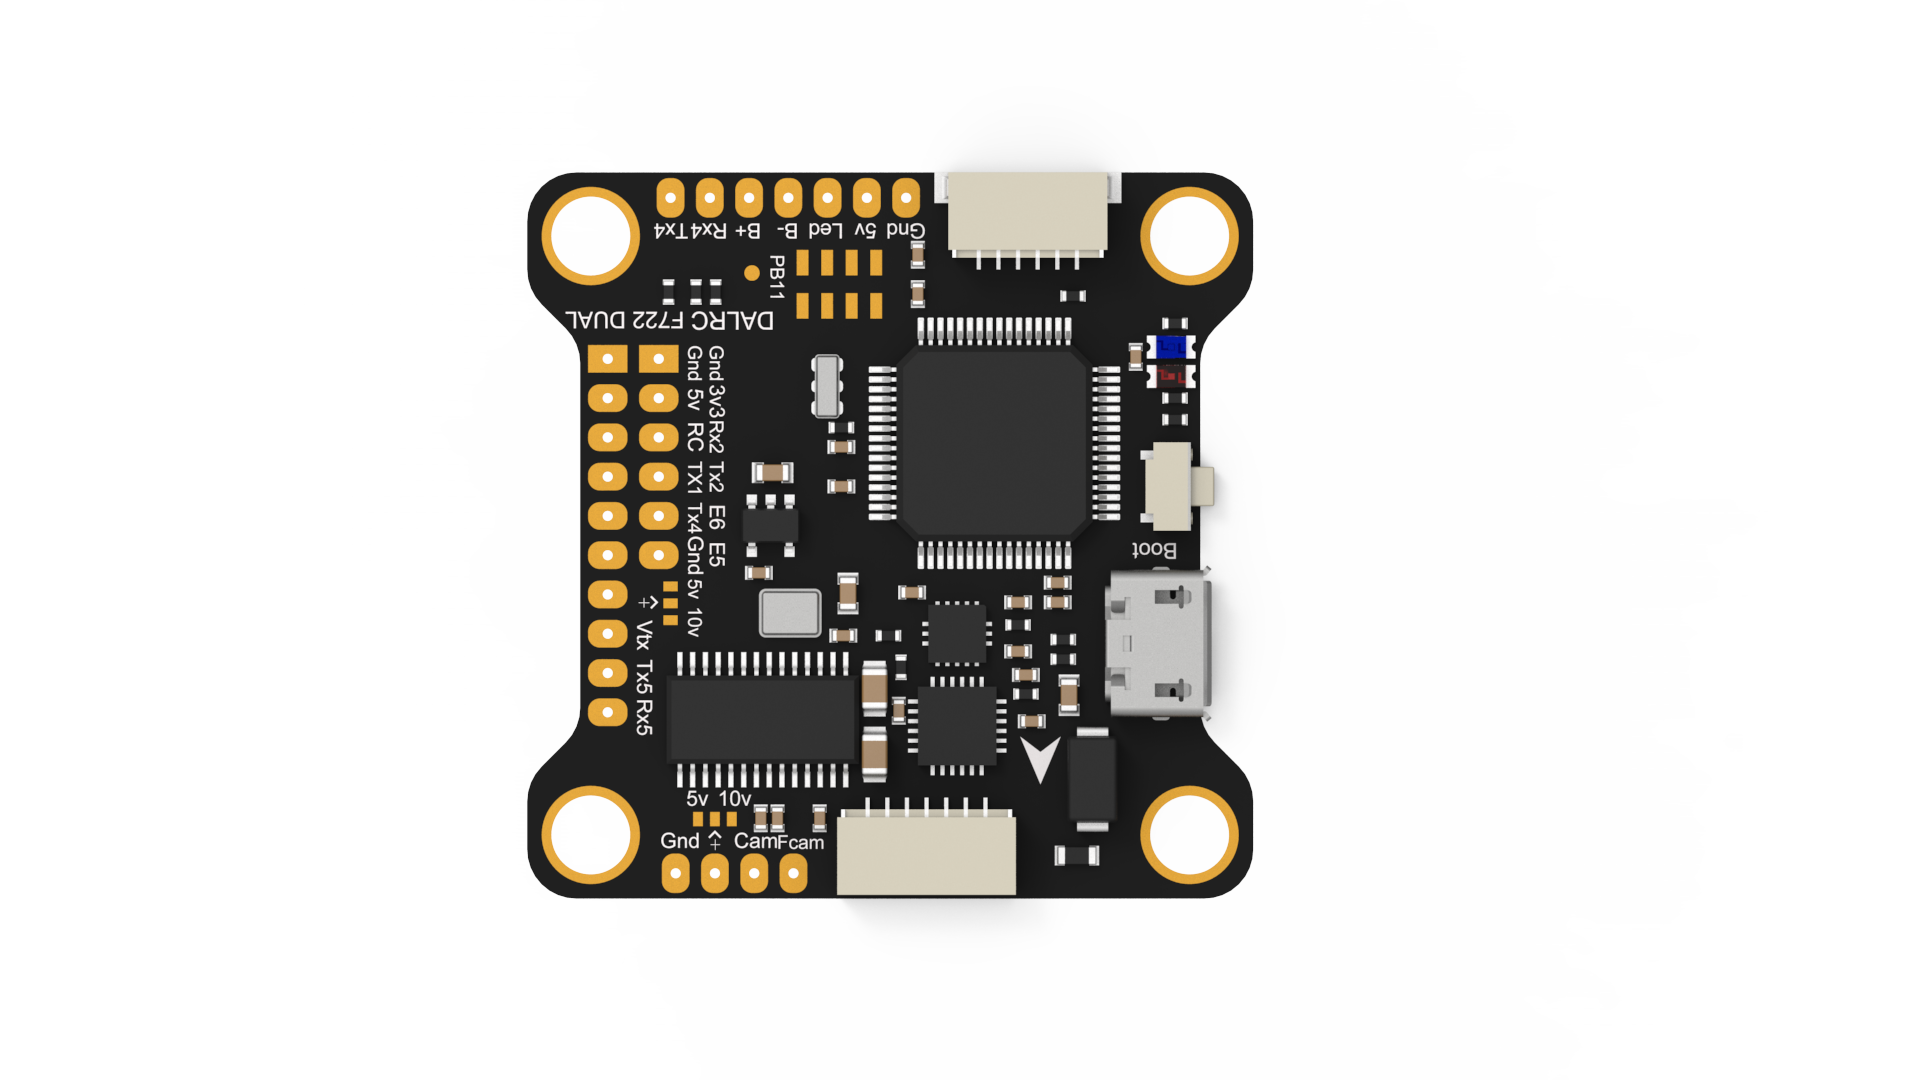 Tx4 Rx4 B+ B- Led 5v Gnd
PB11
DALRC F722 DUAL
Gnd 3v3 Rx2 Tx2 E6 E5
Gnd 5v RC TX1 Tx4 Gnd 5v 10v
+ Vtx Tx5 Rx5
Boot
5v 10v
Gnd + Cam Fcam